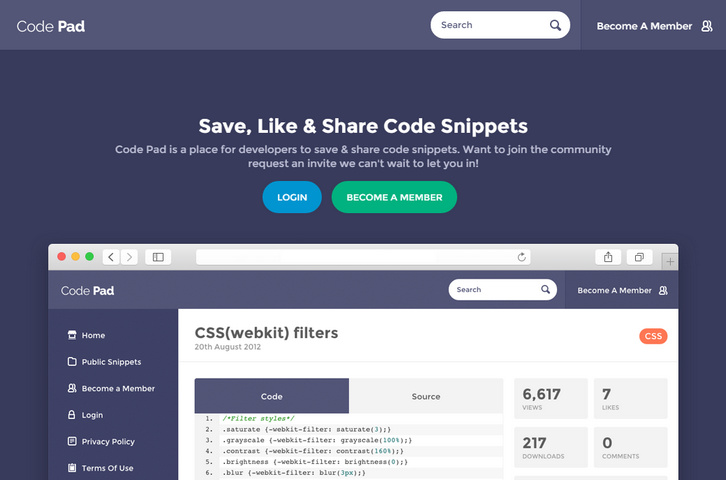 Code Pad
Search
Become A Member
Save, Like & Share Code Snippets
Code Pad is a place for developers to save & share code snippets. Want to join the community
request an invite we can't wait to let you in!
LOGIN
BECOME A MEMBER
Code Pad
Search
Become A Member
Home
Public Snippets
Become a Member
Login
Privacy Policy
Terms Of Use
CSS(webkit) filters
20th August 2012
CSS
Code
Source
1. /*Filter styles*/
2. .saturate {-webkit-filter: saturate(3);}
3. .grayscale {-webkit-filter: grayscale(100%);}
4. .contrast {-webkit-filter: contrast(160%);}
5. .brightness {-webkit-filter: brightness(0);}
6. .blur {-webkit-filter: blur(3px);}
6,617
VIEWS
7
LIKES
217
DOWNLOADS
0
COMMENTS